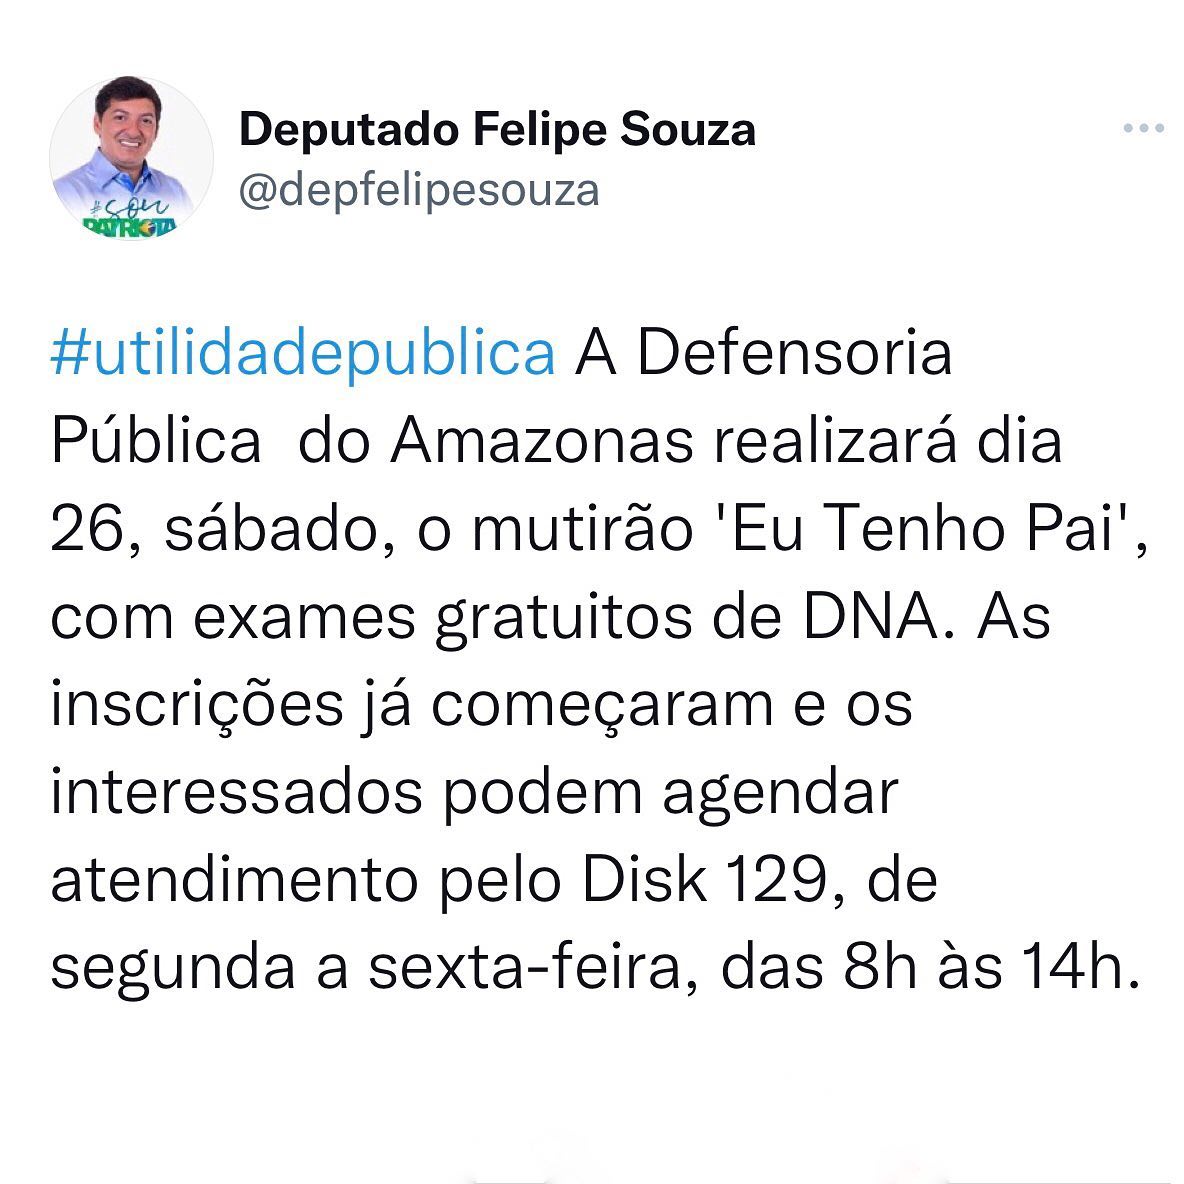 Deputado Felipe Souza
@depfelipesouza
#sou
PATRIOTA
#utilidadepublica A Defensoria
Pública do Amazonas realizará dia
26, sábado, o mutirão 'Eu Tenho Pai',
com exames gratuitos de DNA. As
inscrições já começaram e os
interessados podem agendar
atendimento pelo Disk 129, de
segunda a sexta-feira, das 8h às 14h.